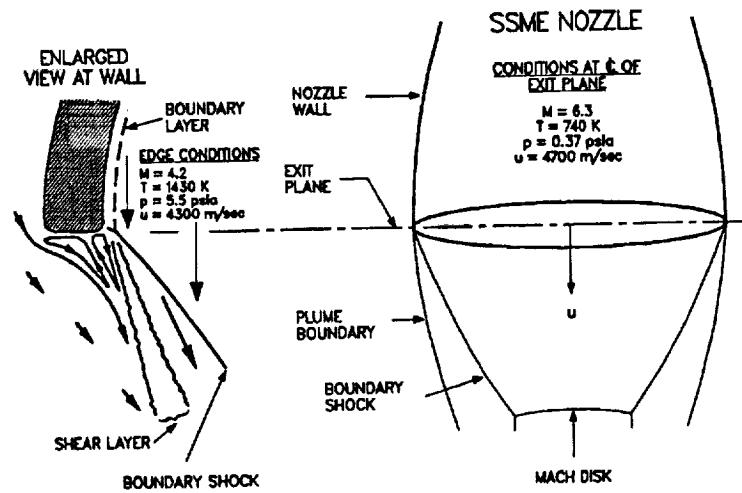 SSME NOZZLE
ENLARGED
VIEW AT WALL
BOUNDARY
LAYER
EDGE CONDITIONS
M = 4.2
T = 1430 K
p = 5.5 psia
u = 4300 m/sec
NOZZLE
WALL
CONDITIONS AT ℄ OF
EXIT PLANE
M = 6.3
T = 740 K
p = 0.37 psia
u = 4700 m/sec
EXIT
PLANE
u
PLUME
BOUNDARY
BOUNDARY
SHOCK
SHEAR LAYER
BOUNDARY SHOCK
MACH DISK